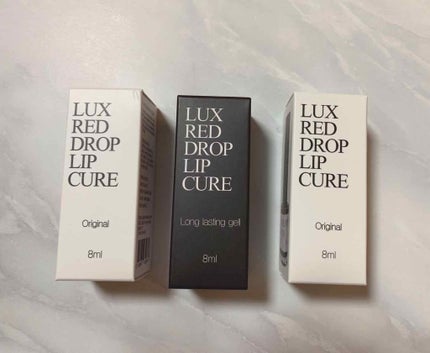 LUX
RED
DROP
LIP
CURE
Original
8ml
LUX
RED
DROP
LIP
CURE
Long lasting gell
8ml
LUX
RED
DROP
LIP
CURE
Original
8ml